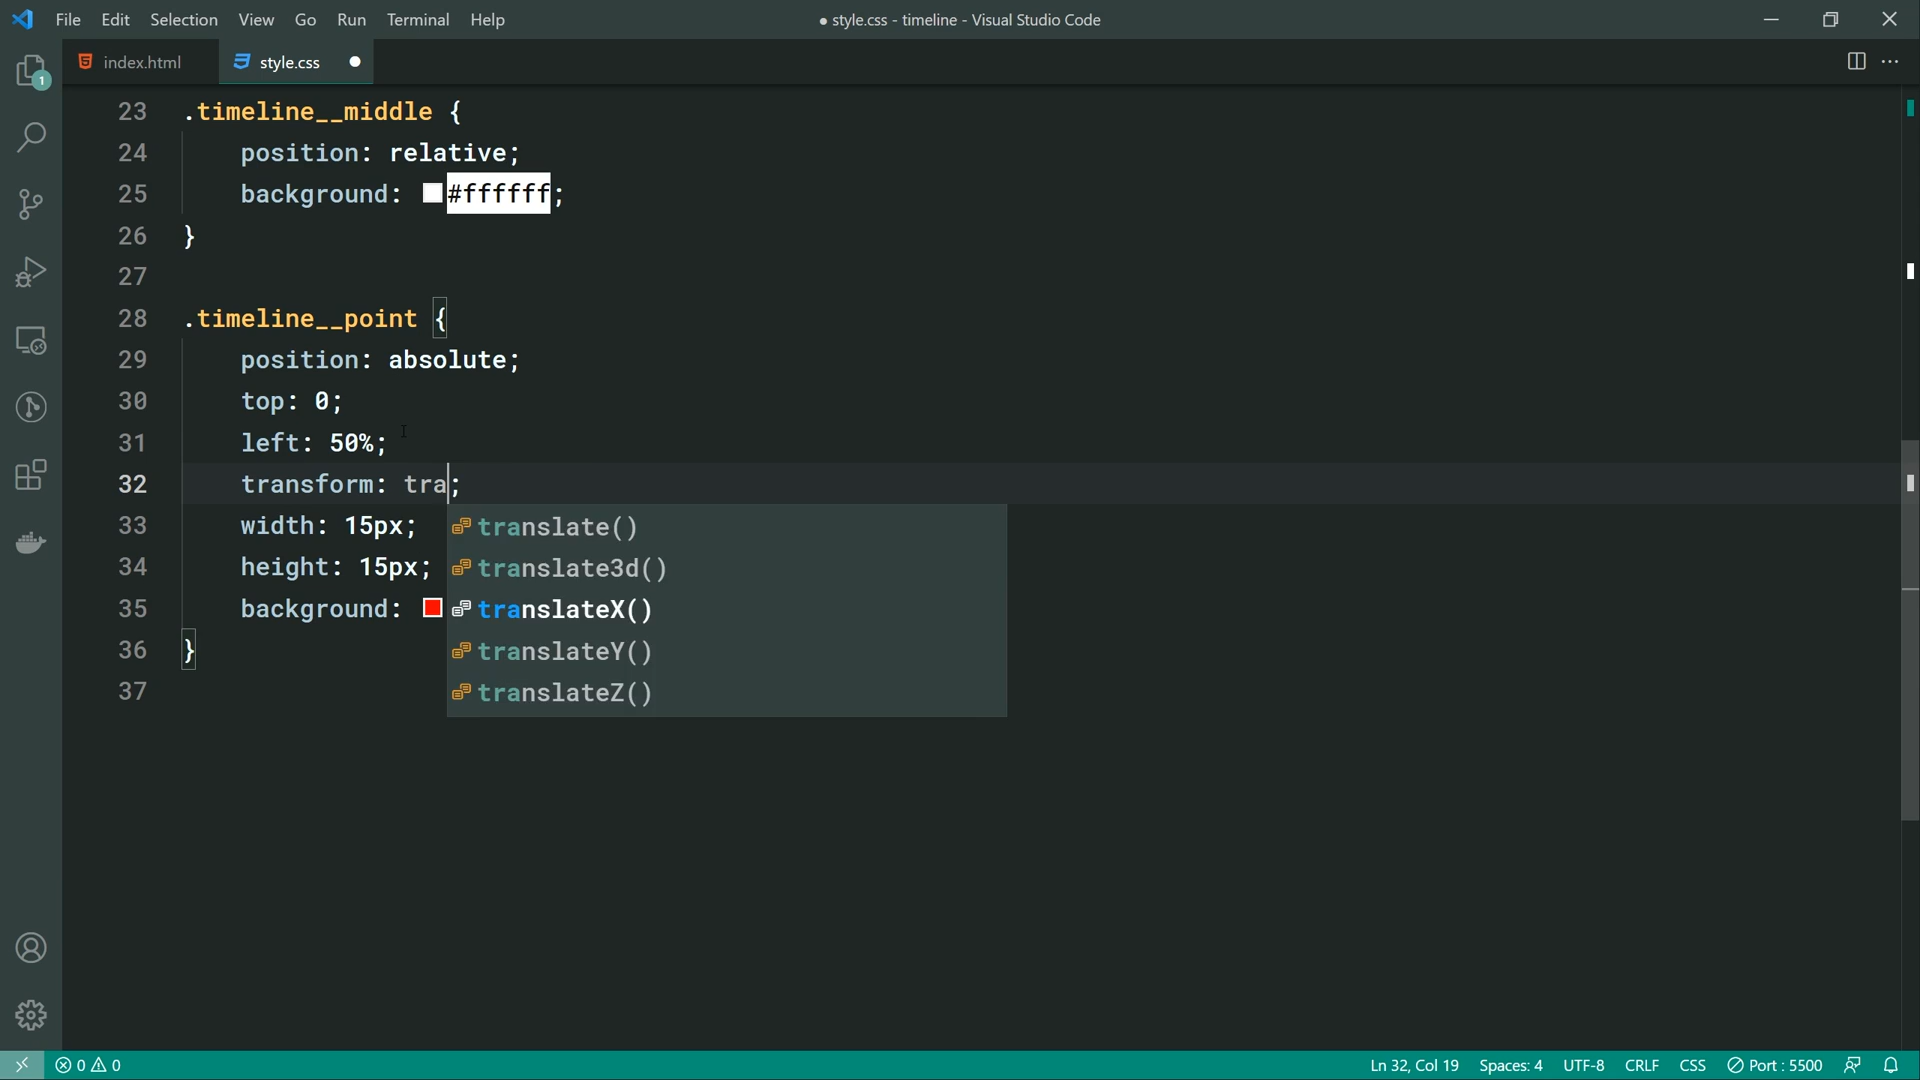 File Edit Selection View Go Run Terminal Help
● style.css - timeline - Visual Studio Code
index.html
style.css
1
23 .timeline__middle {
24 position: relative;
25 background: #ffffff;
26 }
27
28 .timeline__point {
29 position: absolute;
30 top: 0;
31 left: 50%;
32 transform: tra;
33 width: 15px;
34 height: 15px;
35 background:
36 }
37
translate()
translate3d()
translateX()
translateY()
translateZ()
0 0
Ln 32, Col 19 Spaces: 4 UTF-8 CRLF CSS Port : 5500